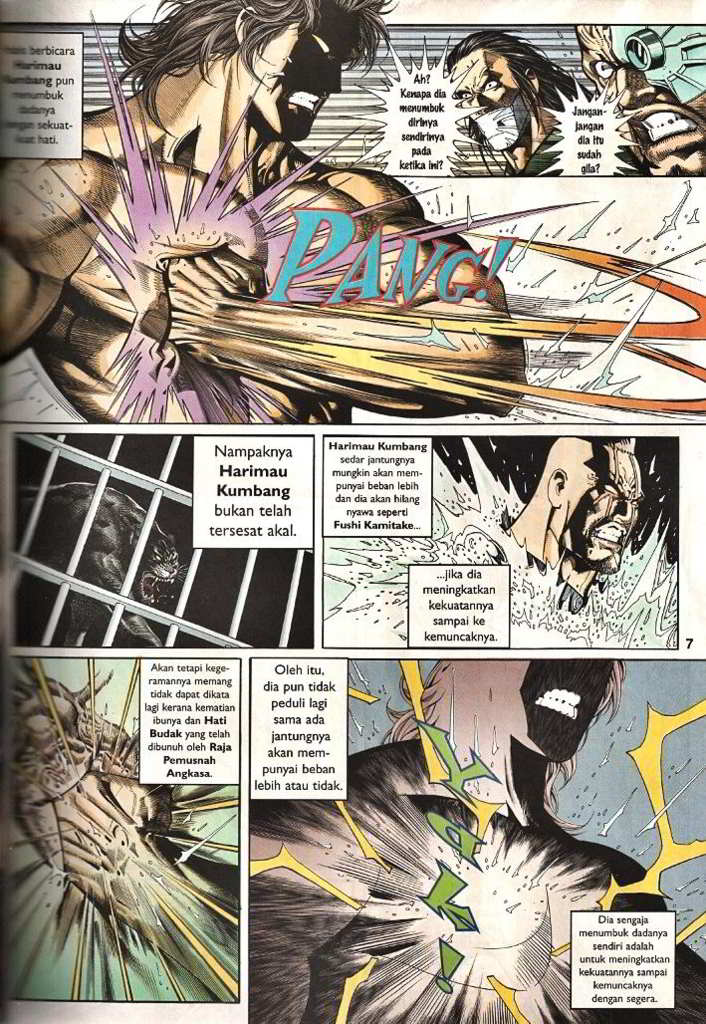 berbicara
Harimau
Kumbang pun
menumbuk
dadanya
dengan sekuat-
hati.
Ah?
Kenapa dia
menumbuk
dirinya
sendirinya
pada
ketika ini?
Jangan-
jangan
dia itu
sudah
gila?
PANG!
Nampaknya
Harimau
Kumbang
bukan telah
tersesat akal.
Harimau Kumbang
sedar jantungnya
mungkin akan mem-
punyai beban lebih
dan dia akan hilang
nyawa seperti
Fushi Kamitake...
...jika dia
meningkatkan
kekuatannya
sampai ke
kemuncaknya.
7
Akan tetapi kege-
ramannya memang
tidak dapat dikata
lagi kerana kematian
ibunya dan Hati
Budak yang telah
dibunuh oleh Raja
Pemusnah
Angkasa.
Oleh itu,
dia pun tidak
peduli lagi
sama ada
jantungnya
akan mem-
punyai beban
lebih atau tidak.
YAK!
Dia sengaja
menumbuk dadanya
sendiri adalah
untuk meningkatkan
kekuatannya sampai
kemuncaknya
dengan segera.